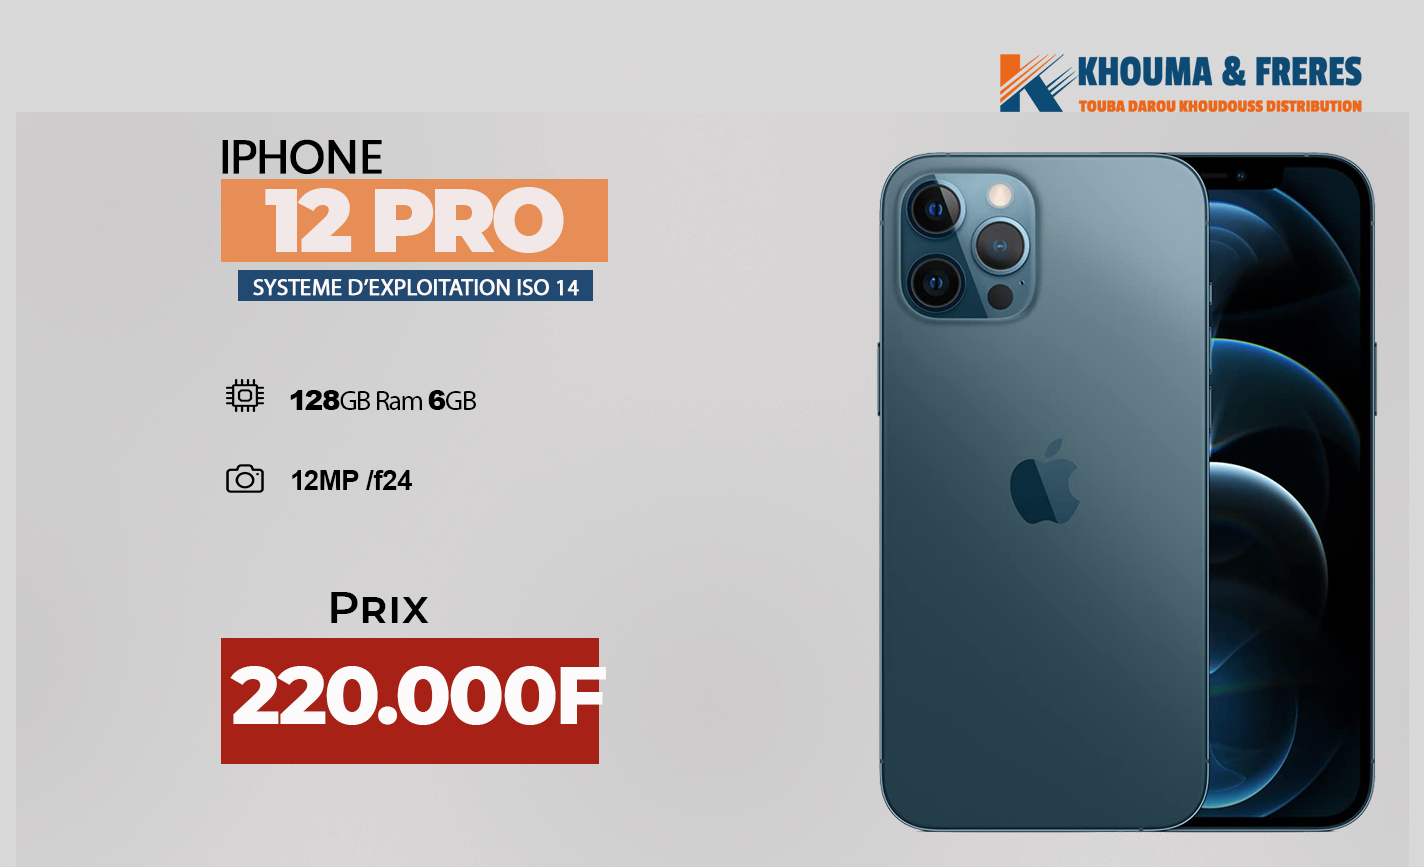 KHOUMA & FRERES
TOUBA DAROU KHOUDOUSS DISTRIBUTION
IPHONE
12 PRO
SYSTEME D’EXPLOITATION ISO 14
128GB Ram 6GB
12MP /f24
PRIX
220.000F